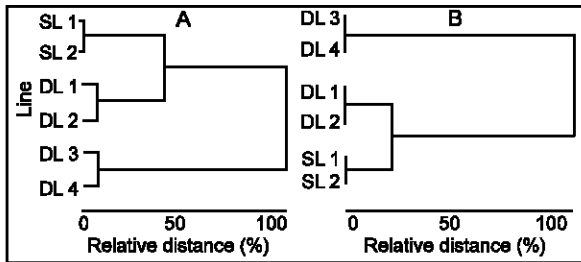 A
SL 1
SL 2
DL 1
DL 2
DL 3
DL 4
Line
0 50 100
Relative distance (%)
B
DL 3
DL 4
DL 1
DL 2
SL 1
SL 2
0 50 100
Relative distance (%)